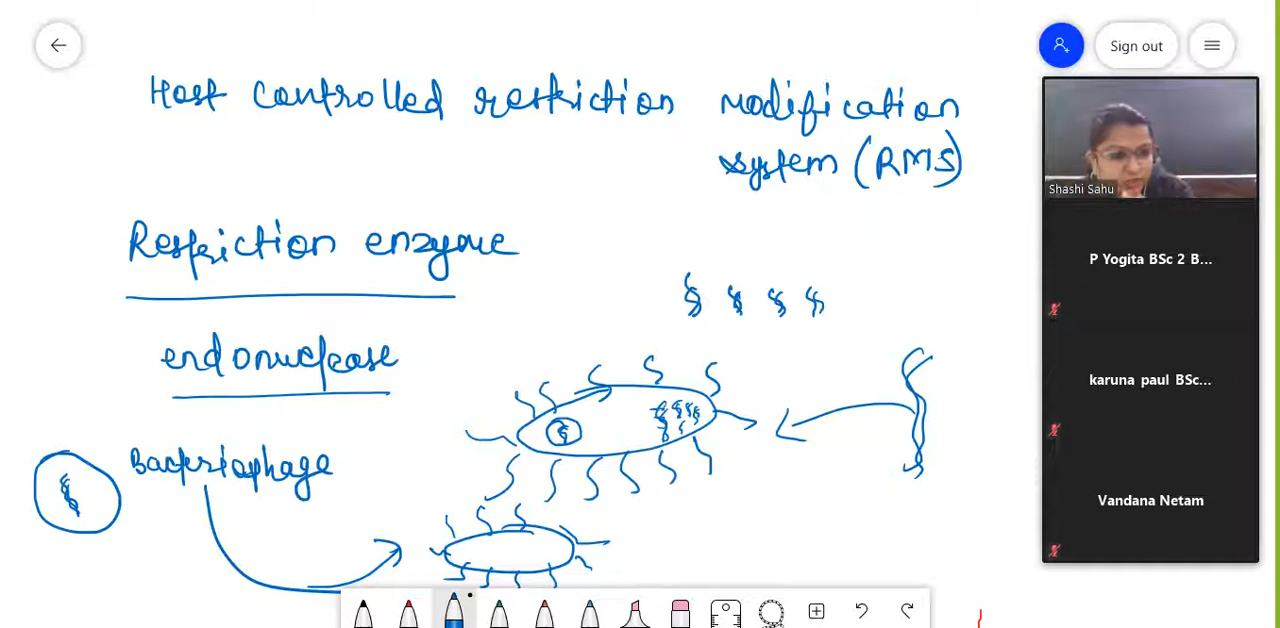 Sign out
Host controlled restriction modification
system (RMS)
Restriction enzyme
endonuclease
Bacteriaphage
Shashi Sahu
P Yogita BSc 2 B...
karuna paul BSc...
Vandana Netam